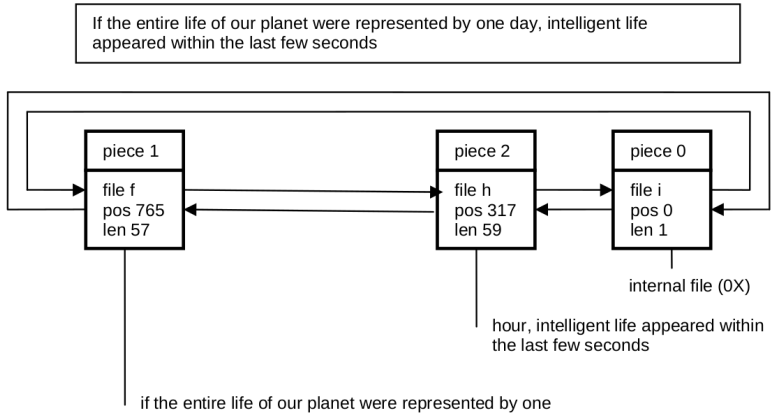 If the entire life of our planet were represented by one day, intelligent life
appeared within the last few seconds
piece 1
file f
pos 765
len 57
piece 2
file h
pos 317
len 59
piece 0
file i
pos 0
len 1
internal file (0X)
hour, intelligent life appeared within
the last few seconds
if the entire life of our planet were represented by one